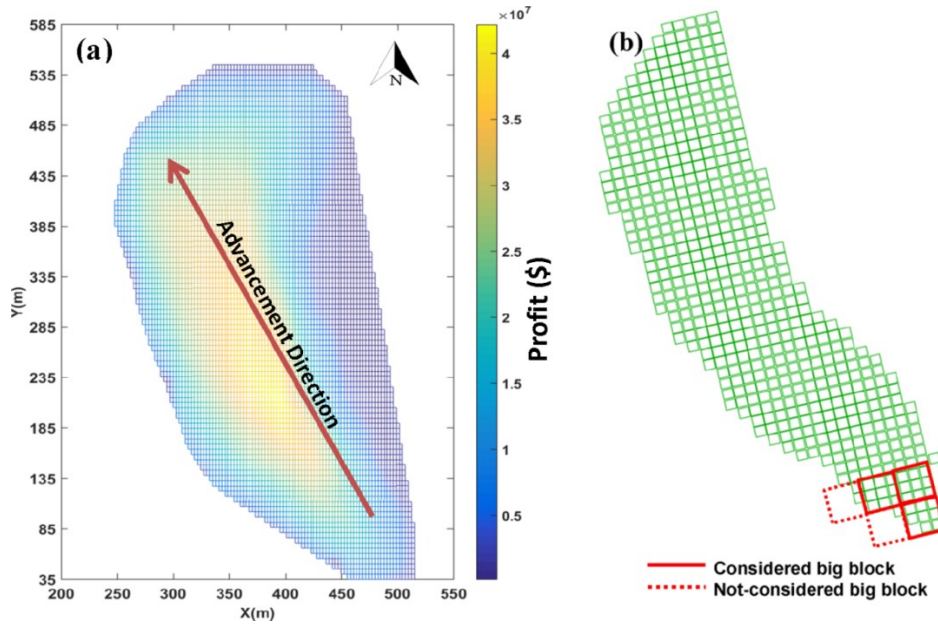 (a)
N
Advancement Direction
585
535
485
435
385
335
285
235
185
135
85
35
Y(m)
200 250 300 350 400 450 500 550
X(m)
×10⁷
4
3.5
3
2.5
2
1.5
1
0.5
Profit ($)
(b)
Considered big block
Not-considered big block